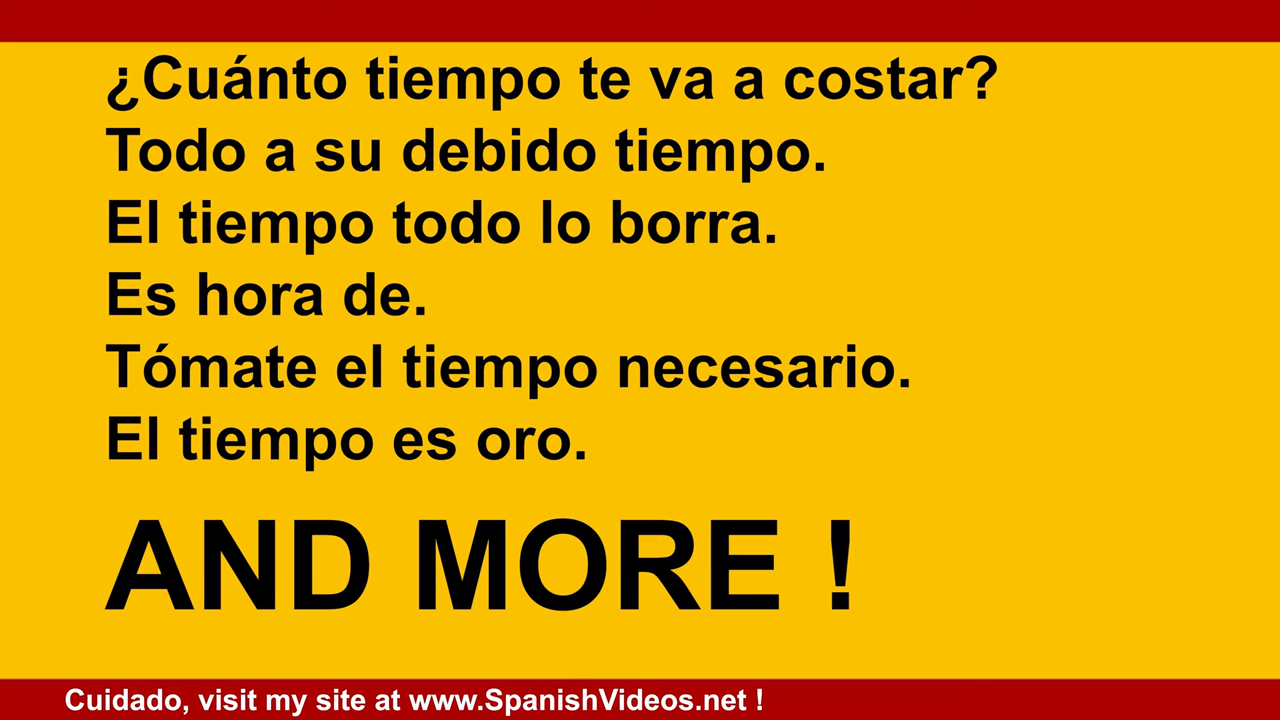 ¿Cuánto tiempo te va a costar?
Todo a su debido tiempo.
El tiempo todo lo borra.
Es hora de.
Tómate el tiempo necesario.
El tiempo es oro.
AND MORE !
Cuidado, visit my site at www.SpanishVideos.net !